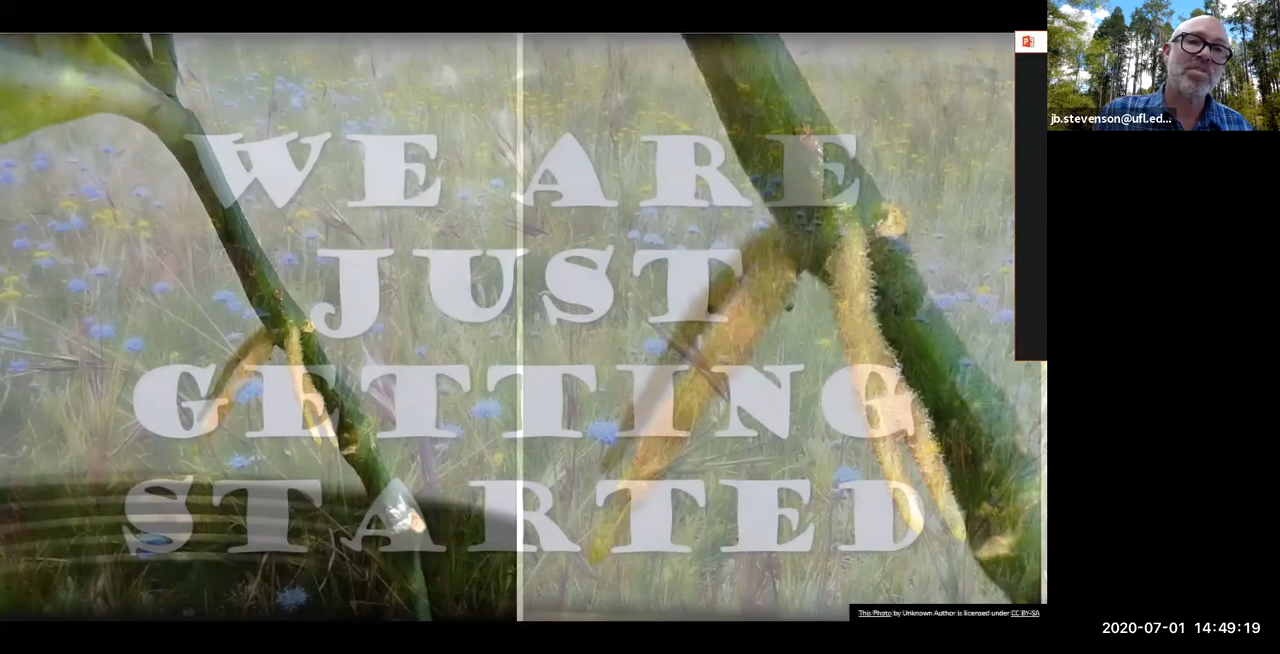 jb.stevenson@ufl.ed...
WE ARE
JUST
GETTING
STARTED
This Photo by Unknown Author is licensed under CC BY-SA
2020-07-01 14:49:19